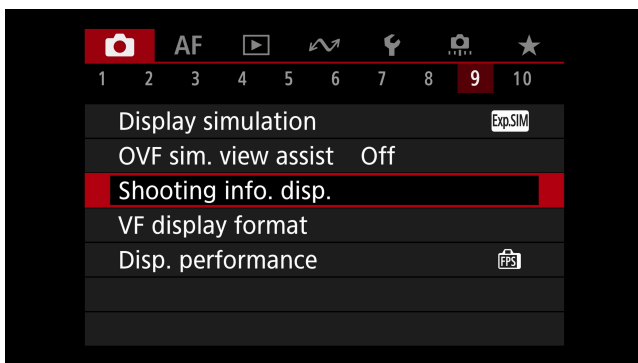 AF
1 2 3 4 5 6 7 8 9 10
Display simulation Exp.SIM
OVF sim. view assist Off
Shooting info. disp.
VF display format
Disp. performance FPS